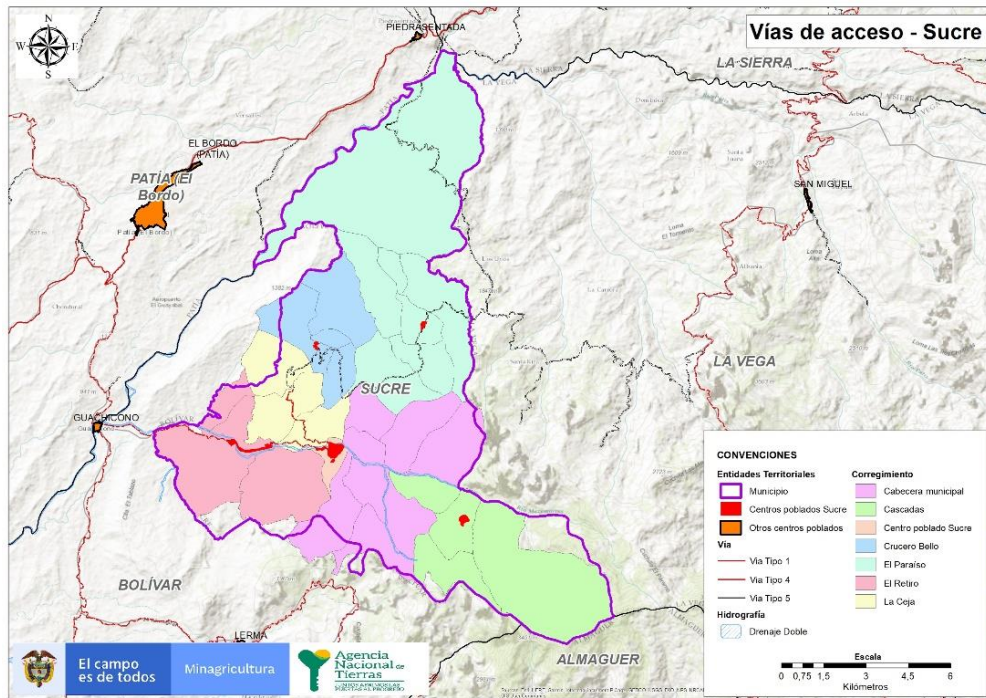 Vías de acceso - Sucre
N
W
E
S
PIEDRASENTADA
LA SIERRA
EL BORDO
(PATÍA)
PATÍA (El
Bordo)
SAN MIGUEL
LA VEGA
SUCRE
GUACHICONO
BOLÍVAR
LERMA
ALMAGUER
CONVENCIONES
Entidades Territoriales
Municipio
Centros poblados Sucre
Otros centros poblados
Vía
Via Tipo 1
Via Tipo 4
Via Tipo 5
Hidrografía
Drenaje Doble
Corregimiento
Cabecera municipal
Cascadas
Centro poblado Sucre
Crucero Bello
El Paraíso
El Retiro
La Ceja
Escala
0 0,75 1,5 3 4,5 6
Kilómetros
El campo
es de todos
Minagricultura
Agencia
Nacional de
Tierras